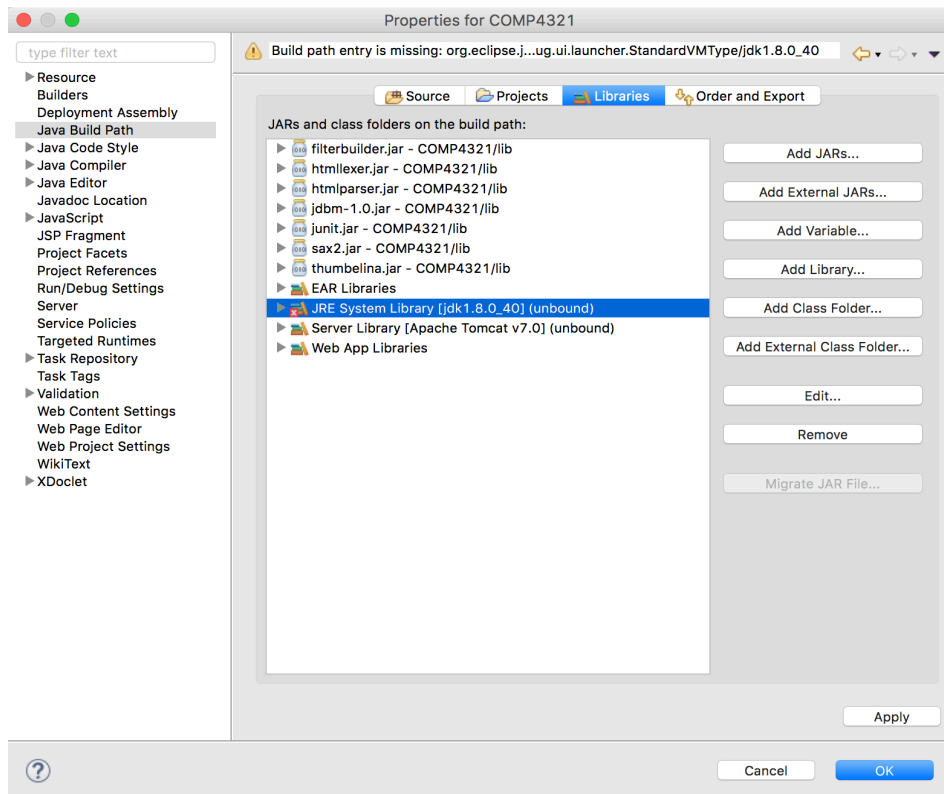 Properties for COMP4321
type filter text
Build path entry is missing: org.eclipse.j...ug.ui.launcher.StandardVMType/jdk1.8.0_40
Resource
Builders
Deployment Assembly
Java Build Path
Java Code Style
Java Compiler
Java Editor
Javadoc Location
JavaScript
JSP Fragment
Project Facets
Project References
Run/Debug Settings
Server
Service Policies
Targeted Runtimes
Task Repository
Task Tags
Validation
Web Content Settings
Web Page Editor
Web Project Settings
WikiText
XDoclet
Source
Projects
Libraries
Order and Export
JARs and class folders on the build path:
filterbuilder.jar - COMP4321/lib
htmllexer.jar - COMP4321/lib
htmlparser.jar - COMP4321/lib
jdbm-1.0.jar - COMP4321/lib
junit.jar - COMP4321/lib
sax2.jar - COMP4321/lib
thumbelina.jar - COMP4321/lib
EAR Libraries
JRE System Library [jdk1.8.0_40] (unbound)
Server Library [Apache Tomcat v7.0] (unbound)
Web App Libraries
Add JARs...
Add External JARs...
Add Variable...
Add Library...
Add Class Folder...
Add External Class Folder...
Edit...
Remove
Migrate JAR File...
Apply
?
Cancel
OK